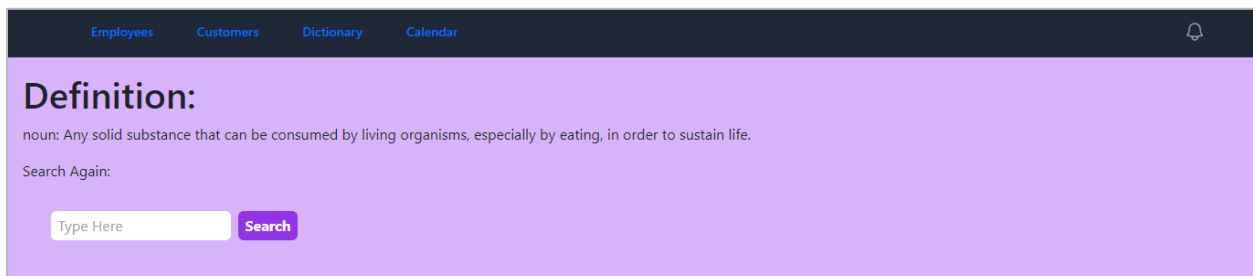 Employees Customers Dictionary Calendar
Definition:
noun: Any solid substance that can be consumed by living organisms, especially by eating, in order to sustain life.
Search Again:
Type Here Search